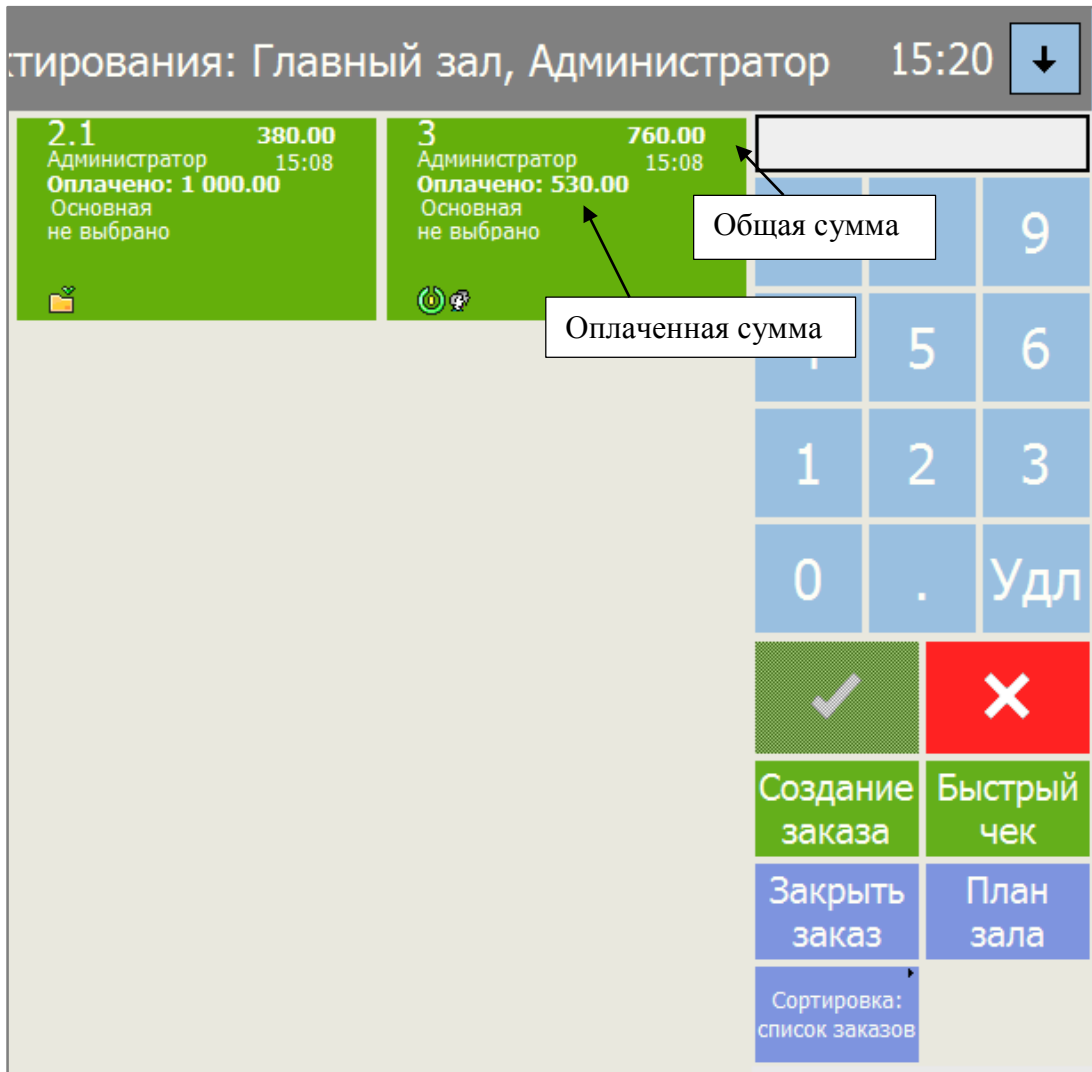 ктирования: Главный зал, Администратор 15:20
2.1 380.00
Администратор 15:08
Оплачено: 1 000.00
Основная
не выбрано
3 760.00
Администратор 15:08
Оплачено: 530.00
Основная
не выбрано
Общая сумма
Оплаченная сумма
9
5 6
1 2 3
0 . Удл
Создание
заказа
Быстрый
чек
Закрыть
заказ
План
зала
Сортировка:
список заказов